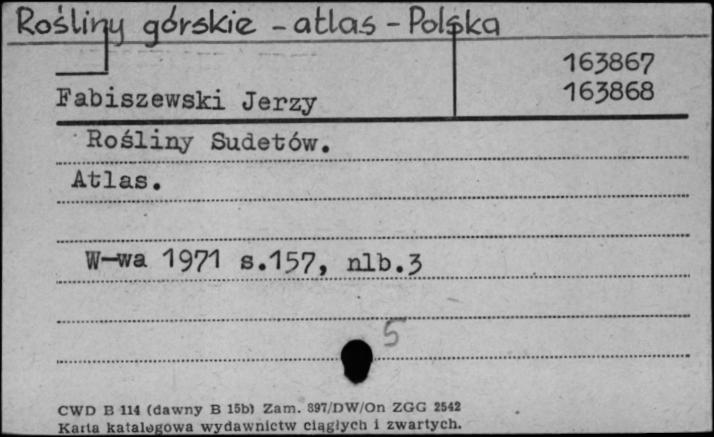 Rośliny górskie - atlas - Polska
163867
Fabiszewski Jerzy
163868
Rośliny Sudetów.
Atlas.
W-wa 1971 s.157, nlb.3
5
CWD B 114 (dawny B 15b) Zam. 897/DW/On ZGG 2542
Karta katalogowa wydawnictw ciągłych i zwartych.